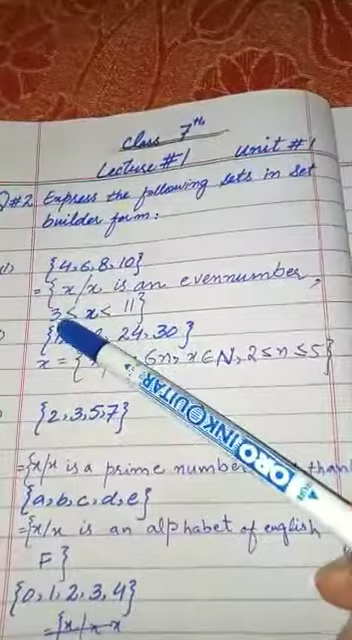 Class 7th
Lecture #1 Unit #1
Q#2 Express the following sets in set
builder form:
(i) {4,6,8,10}
= {x/x is an even number,
3 ≤ x ≤ 11}
24, 30}
x = { 6n, x∈N, 2≤n≤5}
{2,3,5,7}
={x/x is a prime number than
{a,b,c,d,e}
={x/x is an alphabet of english
F}
{0,1,2,3,4}
={x/x x
ORO INKQUITAR